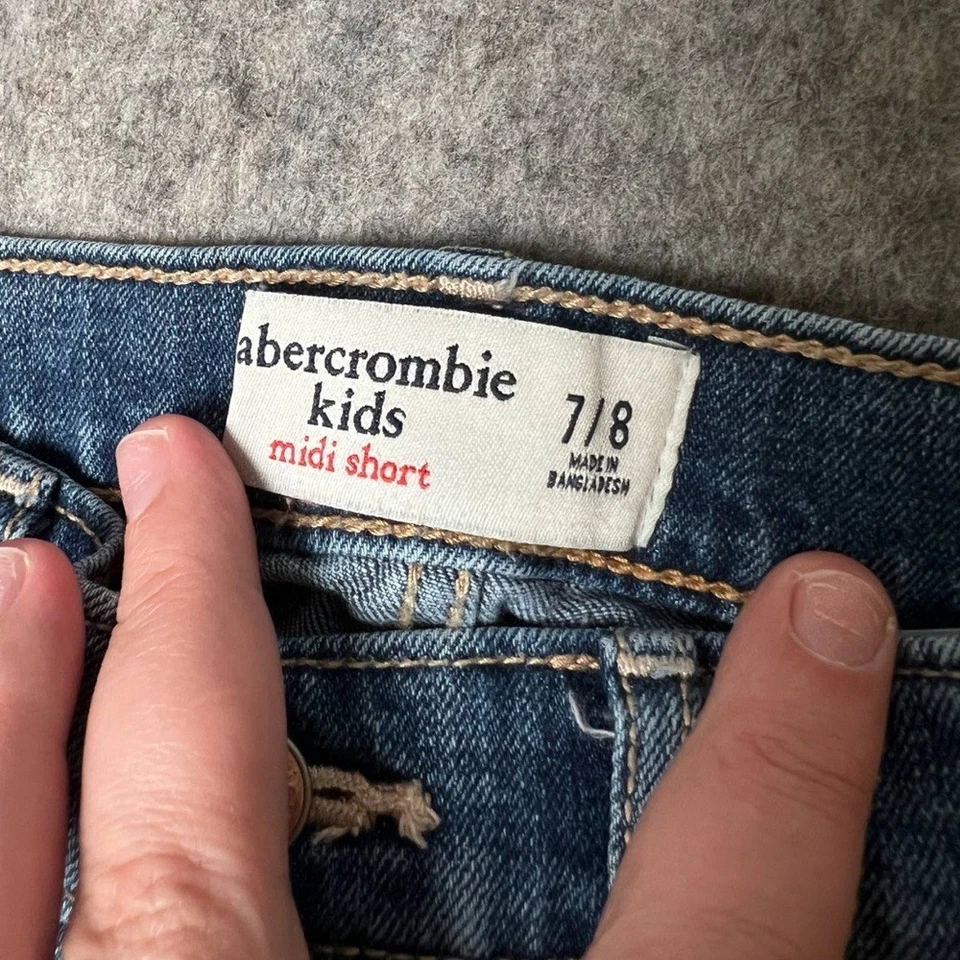 abercrombie
kids
midi short
7/8
MADE IN
BANGLADESH